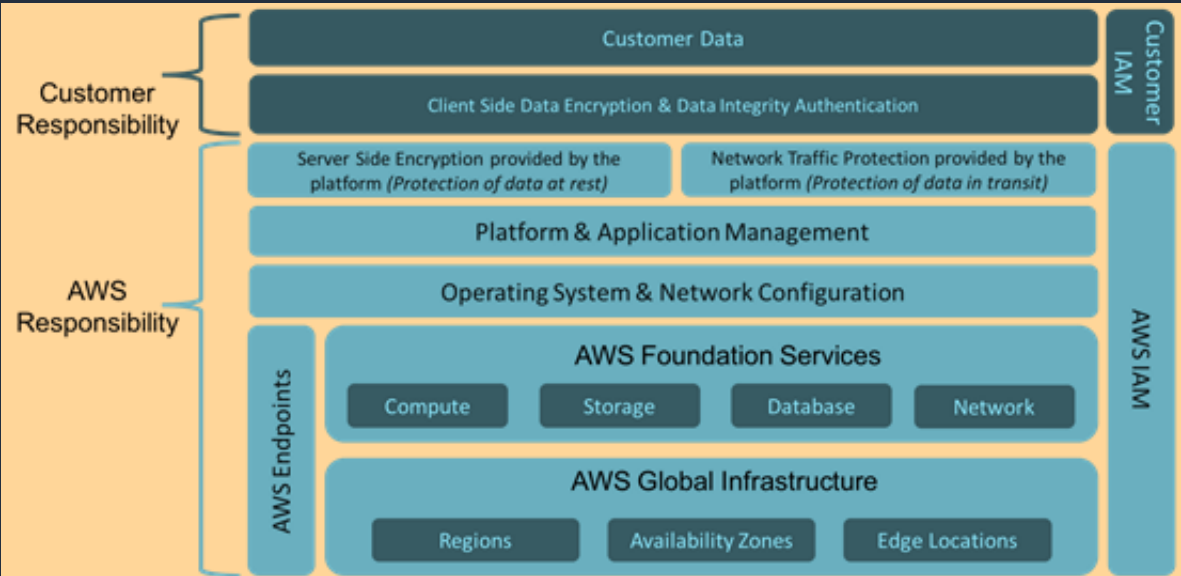 Customer Responsibility
Customer Data
Client Side Data Encryption & Data Integrity Authentication
Customer IAM
AWS Responsibility
Server Side Encryption provided by the
platform (Protection of data at rest)
Network Traffic Protection provided by the
platform (Protection of data in transit)
Platform & Application Management
Operating System & Network Configuration
AWS Endpoints
AWS Foundation Services
Compute
Storage
Database
Network
AWS Global Infrastructure
Regions
Availability Zones
Edge Locations
AWS IAM